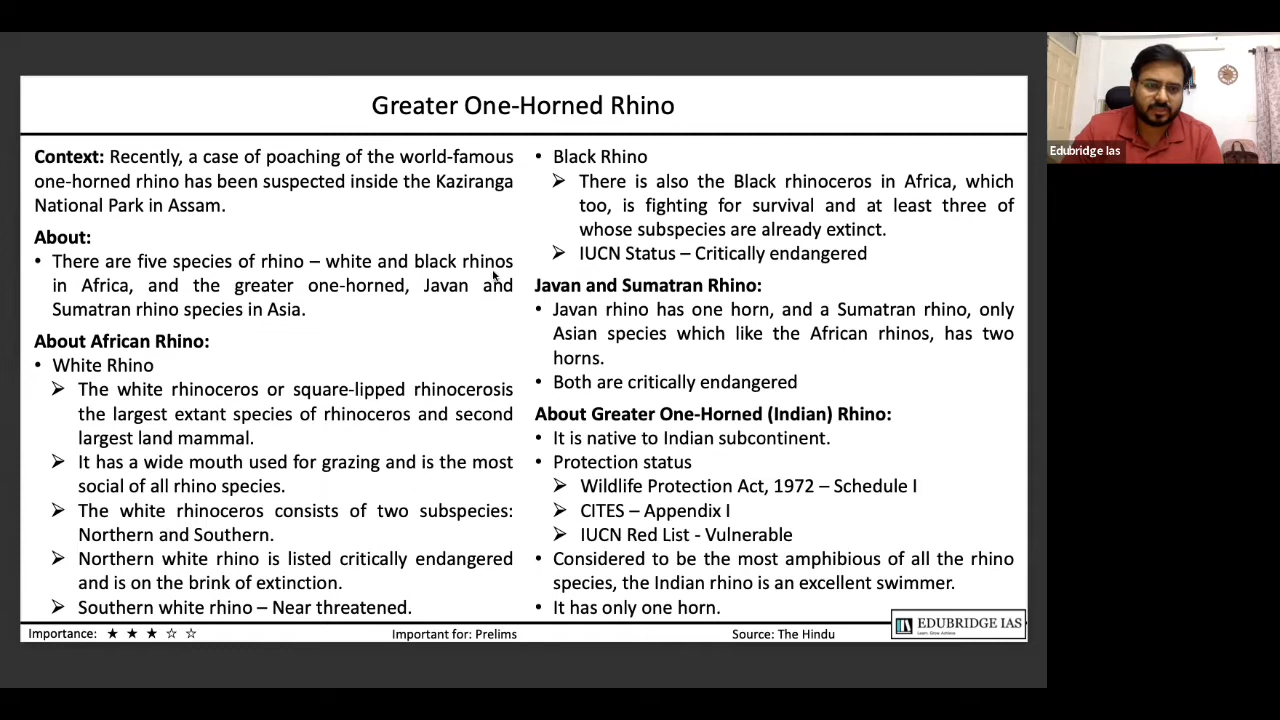 Greater One-Horned Rhino
Context: Recently, a case of poaching of the world-famous
one-horned rhino has been suspected inside the Kaziranga
National Park in Assam.
About:
• There are five species of rhino – white and black rhinos
in Africa, and the greater one-horned, Javan and
Sumatran rhino species in Asia.
About African Rhino:
• White Rhino
➢ The white rhinoceros or square-lipped rhinocerosis
the largest extant species of rhinoceros and second
largest land mammal.
➢ It has a wide mouth used for grazing and is the most
social of all rhino species.
➢ The white rhinoceros consists of two subspecies:
Northern and Southern.
➢ Northern white rhino is listed critically endangered
and is on the brink of extinction.
➢ Southern white rhino – Near threatened.
• Black Rhino
➢ There is also the Black rhinoceros in Africa, which
too, is fighting for survival and at least three of
whose subspecies are already extinct.
➢ IUCN Status – Critically endangered
Javan and Sumatran Rhino:
• Javan rhino has one horn, and a Sumatran rhino, only
Asian species which like the African rhinos, has two
horns.
• Both are critically endangered
About Greater One-Horned (Indian) Rhino:
• It is native to Indian subcontinent.
• Protection status
➢ Wildlife Protection Act, 1972 – Schedule I
➢ CITES – Appendix I
➢ IUCN Red List - Vulnerable
• Considered to be the most amphibious of all the rhino
species, the Indian rhino is an excellent swimmer.
• It has only one horn.
Importance: ★ ★ ★ ☆ ☆
Important for: Prelims
Source: The Hindu
EDUBRIDGE IAS
Learn Grow Achieve
Edubridge Ias